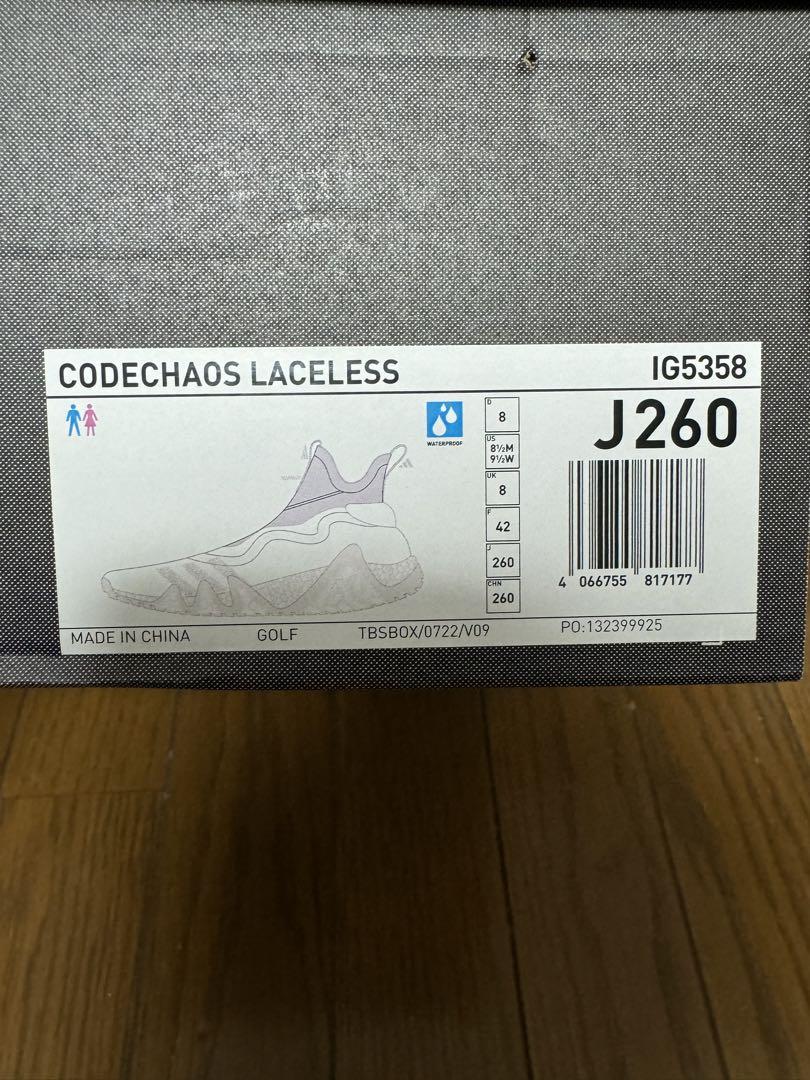 CODECHAOS LACELESS
IG5358
WATERPROOF
D
8
US
8½M
9½W
UK
8
F
42
J
260
CHN
260
J260
4 066755 817177
MADE IN CHINA
GOLF
TBSBOX/0722/V09
PO:132399925